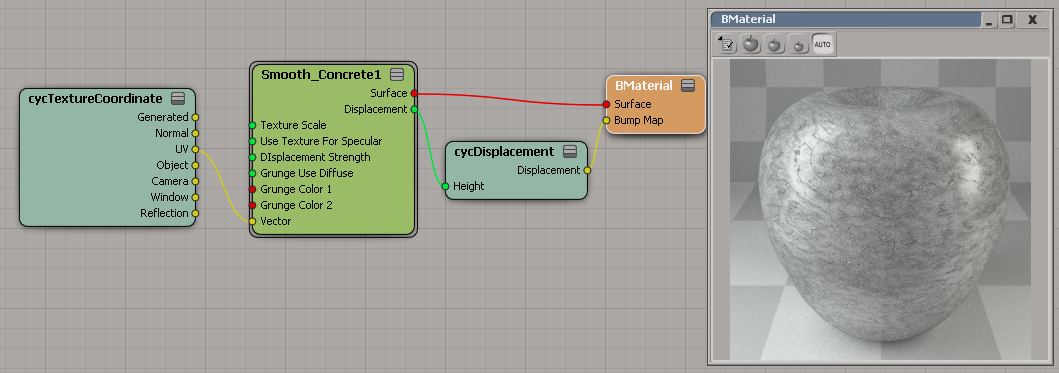 cycTextureCoordinate
Generated
Normal
UV
Object
Camera
Window
Reflection
Smooth_Concrete1
Surface
Displacement
Texture Scale
Use Texture For Specular
DIsplacement Strength
Grunge Use Diffuse
Grunge Color 1
Grunge Color 2
Vector
cycDisplacement
Displacement
Height
BMaterial
Surface
Bump Map
BMaterial
AUTO